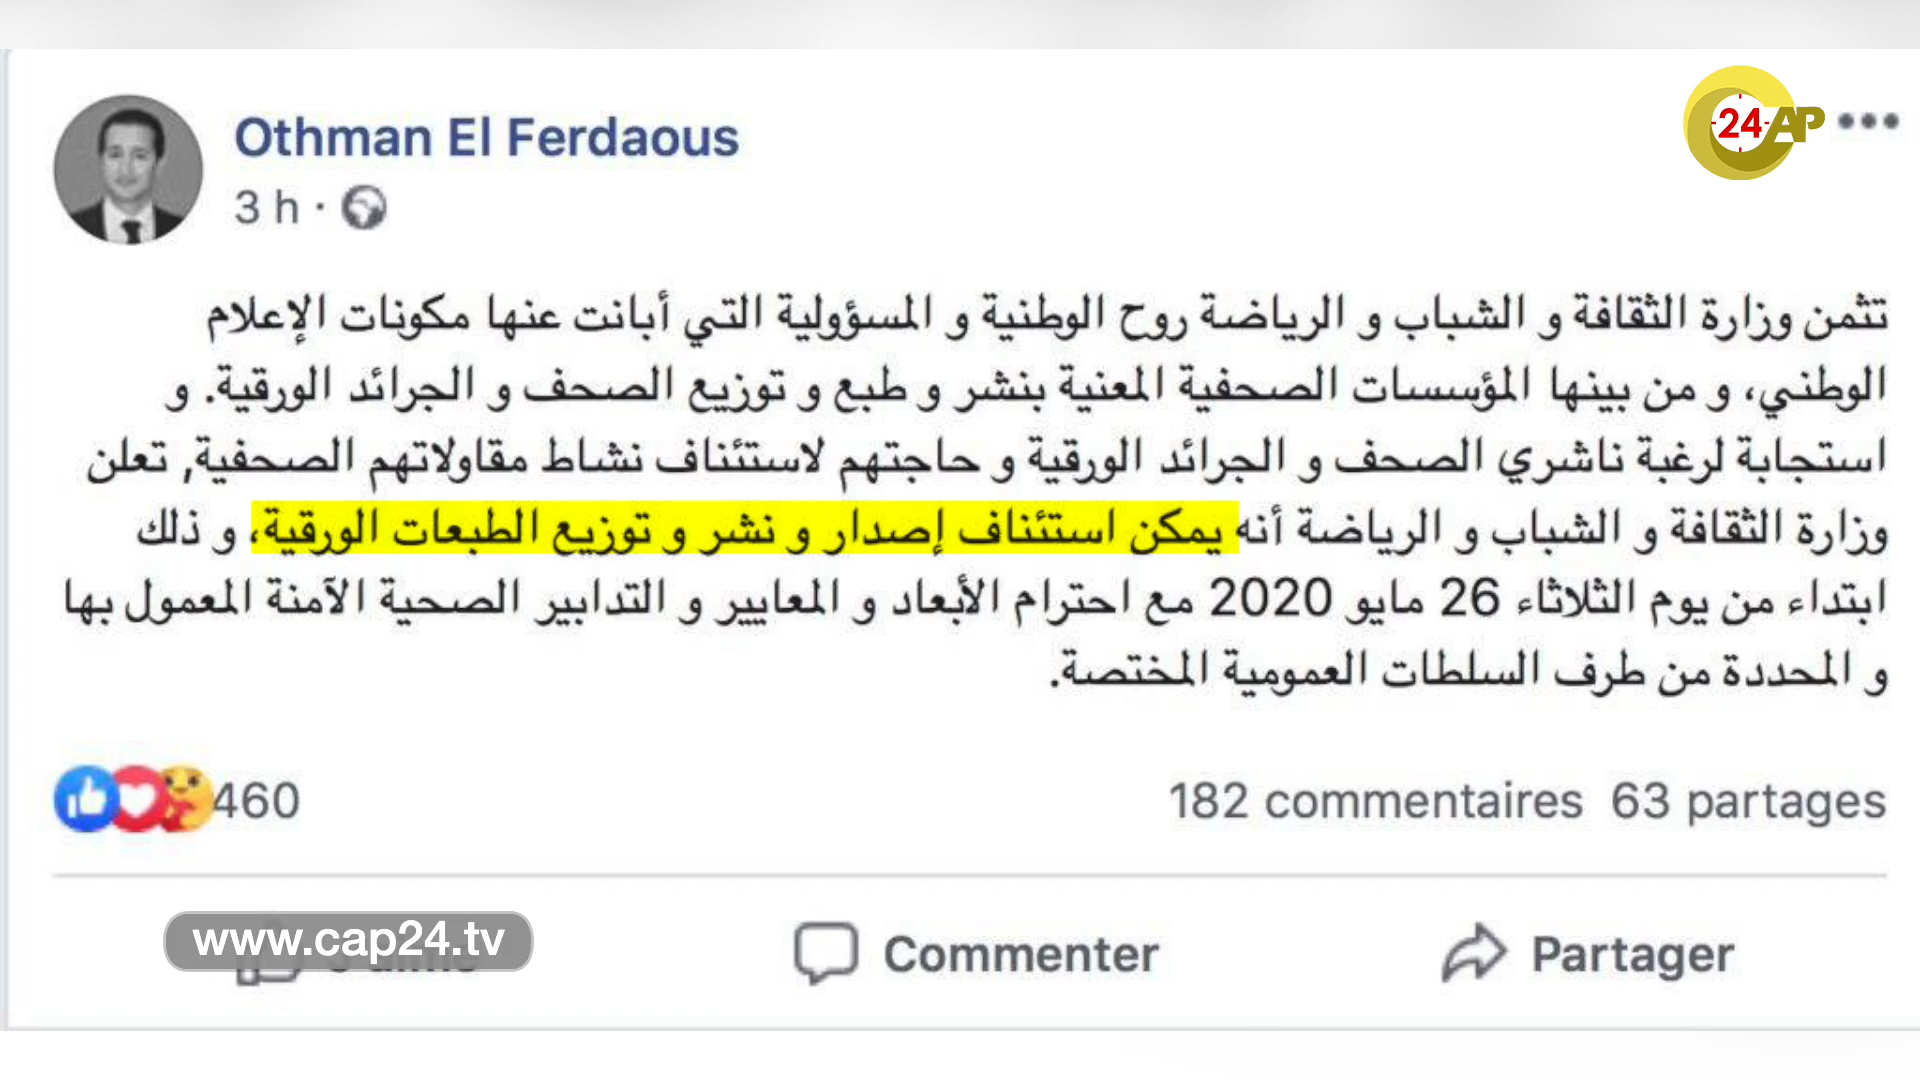 Othman El Ferdaous
3 h ·
24 AP
تثمن وزارة الثقافة و الشباب و الرياضة روح الوطنية و المسؤولية التي أبانت عنها مكونات الإعلام
الوطني، و من بينها المؤسسات الصحفية المعنية بنشر و طبع و توزيع الصحف و الجرائد الورقية. و
استجابة لرغبة ناشري الصحف و الجرائد الورقية و حاجتهم لاستئناف نشاط مقاولاتهم الصحفية, تعلن
وزارة الثقافة و الشباب و الرياضة أنه يمكن استئناف إصدار و نشر و توزيع الطبعات الورقية، و ذلك
ابتداء من يوم الثلاثاء 26 مايو 2020 مع احترام الأبعاد و المعايير و التدابير الصحية الآمنة المعمول بها
و المحددة من طرف السلطات العمومية المختصة.
460
182 commentaires 63 partages
www.cap24.tv
Commenter
Partager